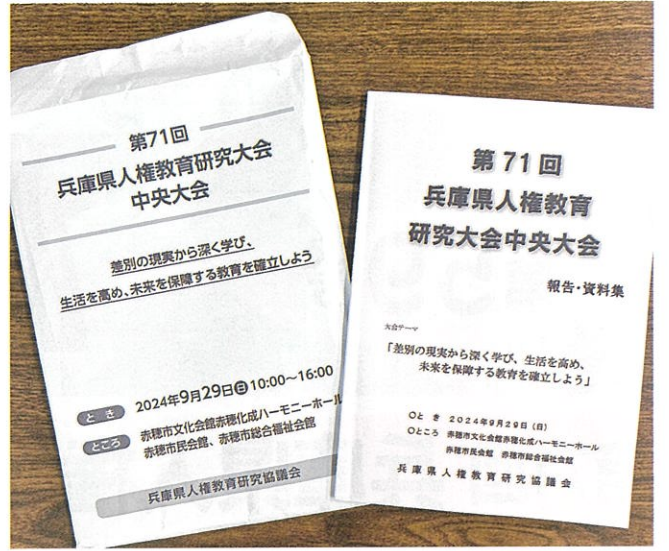 第71回
兵庫県人権教育研究大会
中央大会
差別の現実から深く学び、
生活を高め、未来を保障する教育を確立しよう
とき 2024年9月29日㊐10:00～16:00
ところ 赤穂市文化会館赤穂化成ハーモニーホール
赤穂市民会館、赤穂市総合福祉会館
兵庫県人権教育研究協議会
第71回
兵庫県人権教育
研究大会中央大会
報告・資料集
大会テーマ
「差別の現実から深く学び、生活を高め、
未来を保障する教育を確立しよう」
○とき 2024年9月29日（日）
○ところ 赤穂市文化会館赤穂化成ハーモニーホール
赤穂市民会館 赤穂市総合福祉会館
兵庫県人権教育研究協議会